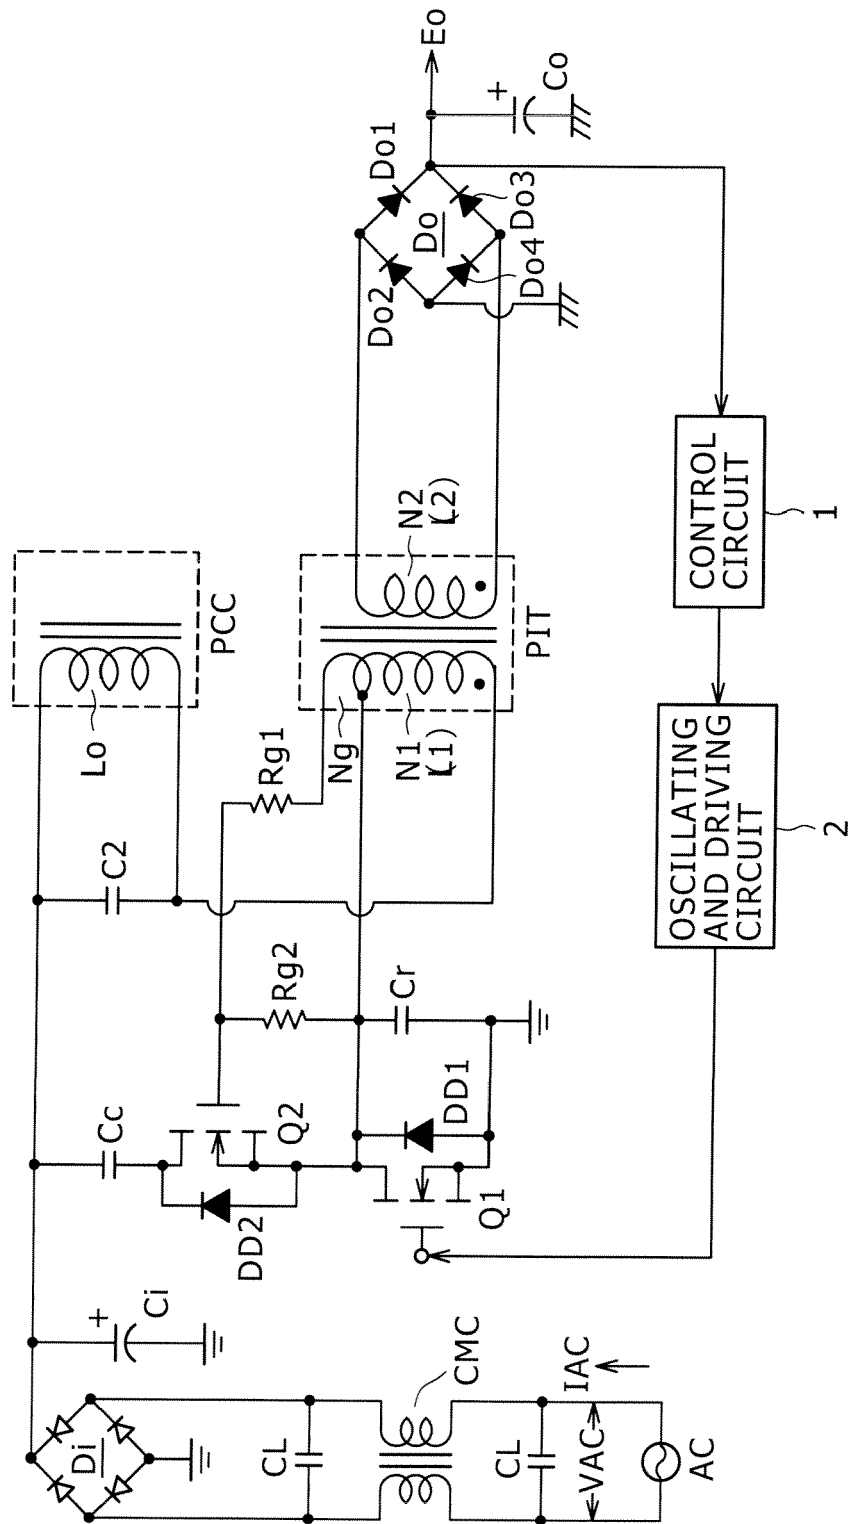 Eo
+
Co
Do1
Do
Do3
Do2
Do4
N2
(L2)
CONTROL
CIRCUIT
1
PCC
PIT
Lo
Rg1
Ng
N1
(L1)
OSCILLATING
AND DRIVING
CIRCUIT
2
C2
Rg2
Cr
Cc
Q2
DD1
DD2
Q1
+
Ci
Di
CL
CMC
CL
VAC
IAC
AC